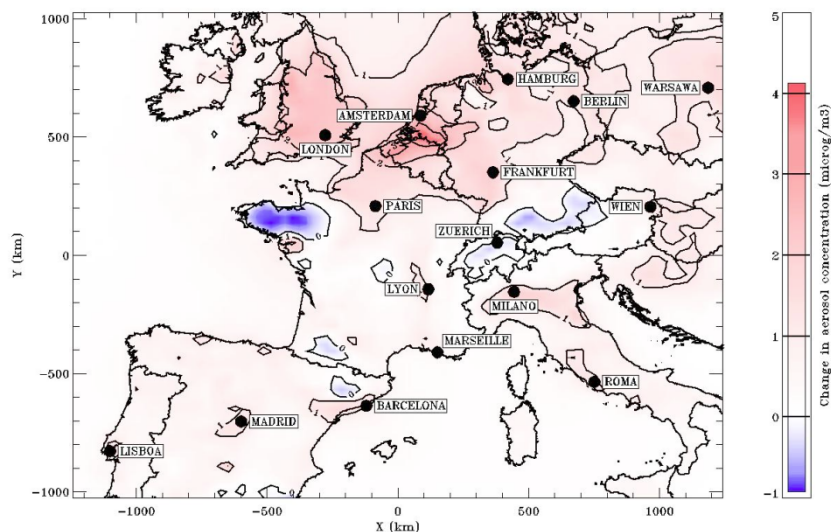 1000
500
0
-500
-1000
Y (km)
HAMBURG
WARSAWA
BERLIN
AMSTERDAM
LONDON
FRANKFURT
PARIS
WIEN
ZUERICH
LYON
MILANO
MARSEILLE
ROMA
BARCELONA
MADRID
LISBOA
-1000
-500
0
500
1000
X (km)
5
4
3
2
1
0
-1
Change in aerosol concentration (microg/m3)